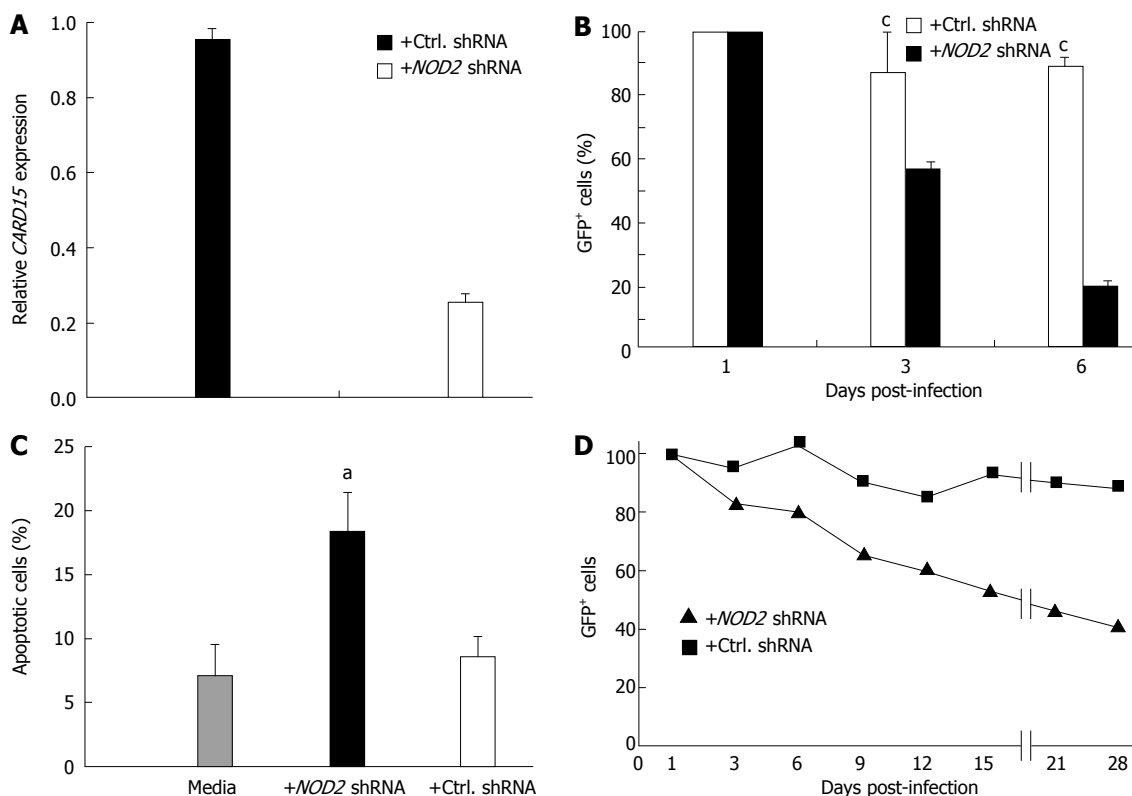 A
Relative CARD15 expression
1.0
0.8
0.6
0.4
0.2
0.0
+Ctrl. shRNA
+NOD2 shRNA
B
GFP+ cells (%)
100
80
60
40
20
0
c
c
+Ctrl. shRNA
+NOD2 shRNA
1 3 6
Days post-infection
C
Apoptotic cells (%)
25
20
15
10
5
0
a
Media +NOD2 shRNA +Ctrl. shRNA
D
GFP+ cells
100
80
60
40
20
0
+NOD2 shRNA
+Ctrl. shRNA
0 1 3 6 9 12 15 21 28
Days post-infection